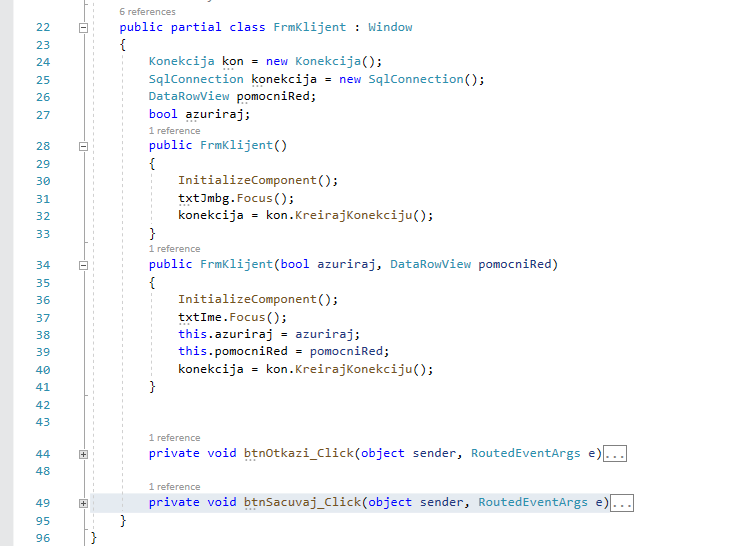 6 references
22 public partial class FrmKlijent : Window
23 {
24 Konekcija kon = new Konekcija();
25 SqlConnection konekcija = new SqlConnection();
26 DataRowView pomocniRed;
27 bool azuriraj;
1 reference
28 public FrmKlijent()
29 {
30 InitializeComponent();
31 txtJmbg.Focus();
32 konekcija = kon.KreirajKonekciju();
33 }
1 reference
34 public FrmKlijent(bool azuriraj, DataRowView pomocniRed)
35 {
36 InitializeComponent();
37 txtIme.Focus();
38 this.azuriraj = azuriraj;
39 this.pomocniRed = pomocniRed;
40 konekcija = kon.KreirajKonekciju();
41 }
42
43
1 reference
44 private void btnOtkazi_Click(object sender, RoutedEventArgs e)...
48
1 reference
49 private void btnSacuvaj_Click(object sender, RoutedEventArgs e)...
95 }
96 }